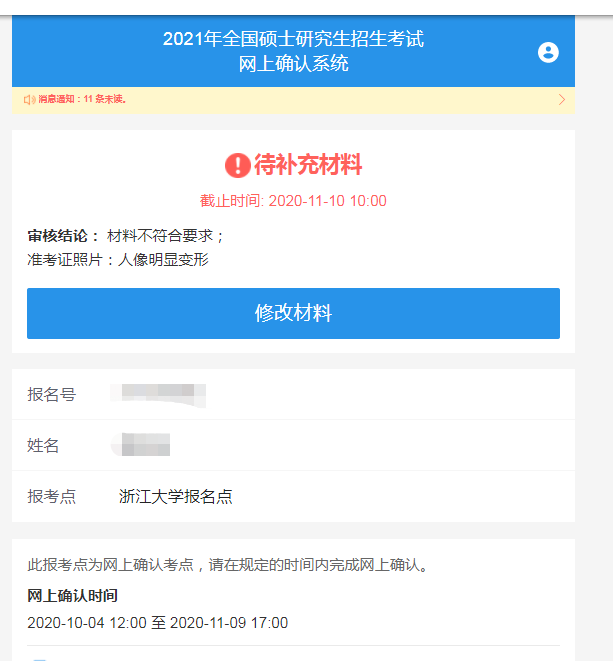 2021年全国硕士研究生招生考试
网上确认系统
消息通知：11 条未读。
待补充材料
截止时间: 2020-11-10 10:00
审核结论： 材料不符合要求；
准考证照片：人像明显变形
修改材料
报名号
姓名
报考点 浙江大学报名点
此报考点为网上确认考点，请在规定的时间内完成网上确认。
网上确认时间
2020-10-04 12:00 至 2020-11-09 17:00